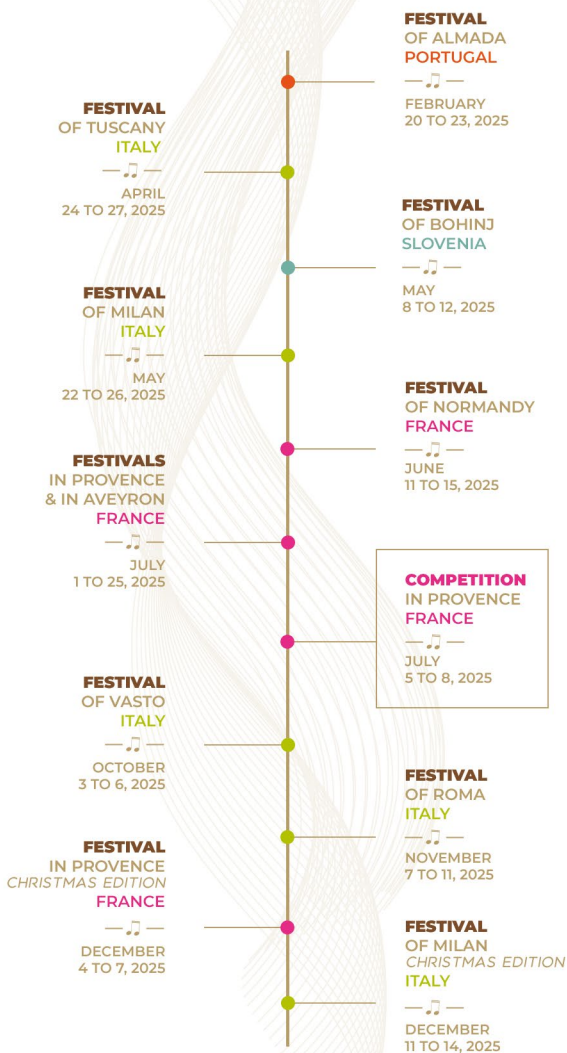 FESTIVAL
OF ALMADA
PORTUGAL
FEBRUARY
20 TO 23, 2025
FESTIVAL
OF TUSCANY
ITALY
APRIL
24 TO 27, 2025
FESTIVAL
OF BOHINJ
SLOVENIA
MAY
8 TO 12, 2025
FESTIVAL
OF MILAN
ITALY
MAY
22 TO 26, 2025
FESTIVAL
OF NORMANDY
FRANCE
JUNE
11 TO 15, 2025
FESTIVALS
IN PROVENCE
& IN AVEYRON
FRANCE
JULY
1 TO 25, 2025
COMPETITION
IN PROVENCE
FRANCE
JULY
5 TO 8, 2025
FESTIVAL
OF VASTO
ITALY
OCTOBER
3 TO 6, 2025
FESTIVAL
OF ROMA
ITALY
NOVEMBER
7 TO 11, 2025
FESTIVAL
IN PROVENCE
CHRISTMAS EDITION
FRANCE
DECEMBER
4 TO 7, 2025
FESTIVAL
OF MILAN
CHRISTMAS EDITION
ITALY
DECEMBER
11 TO 14, 2025